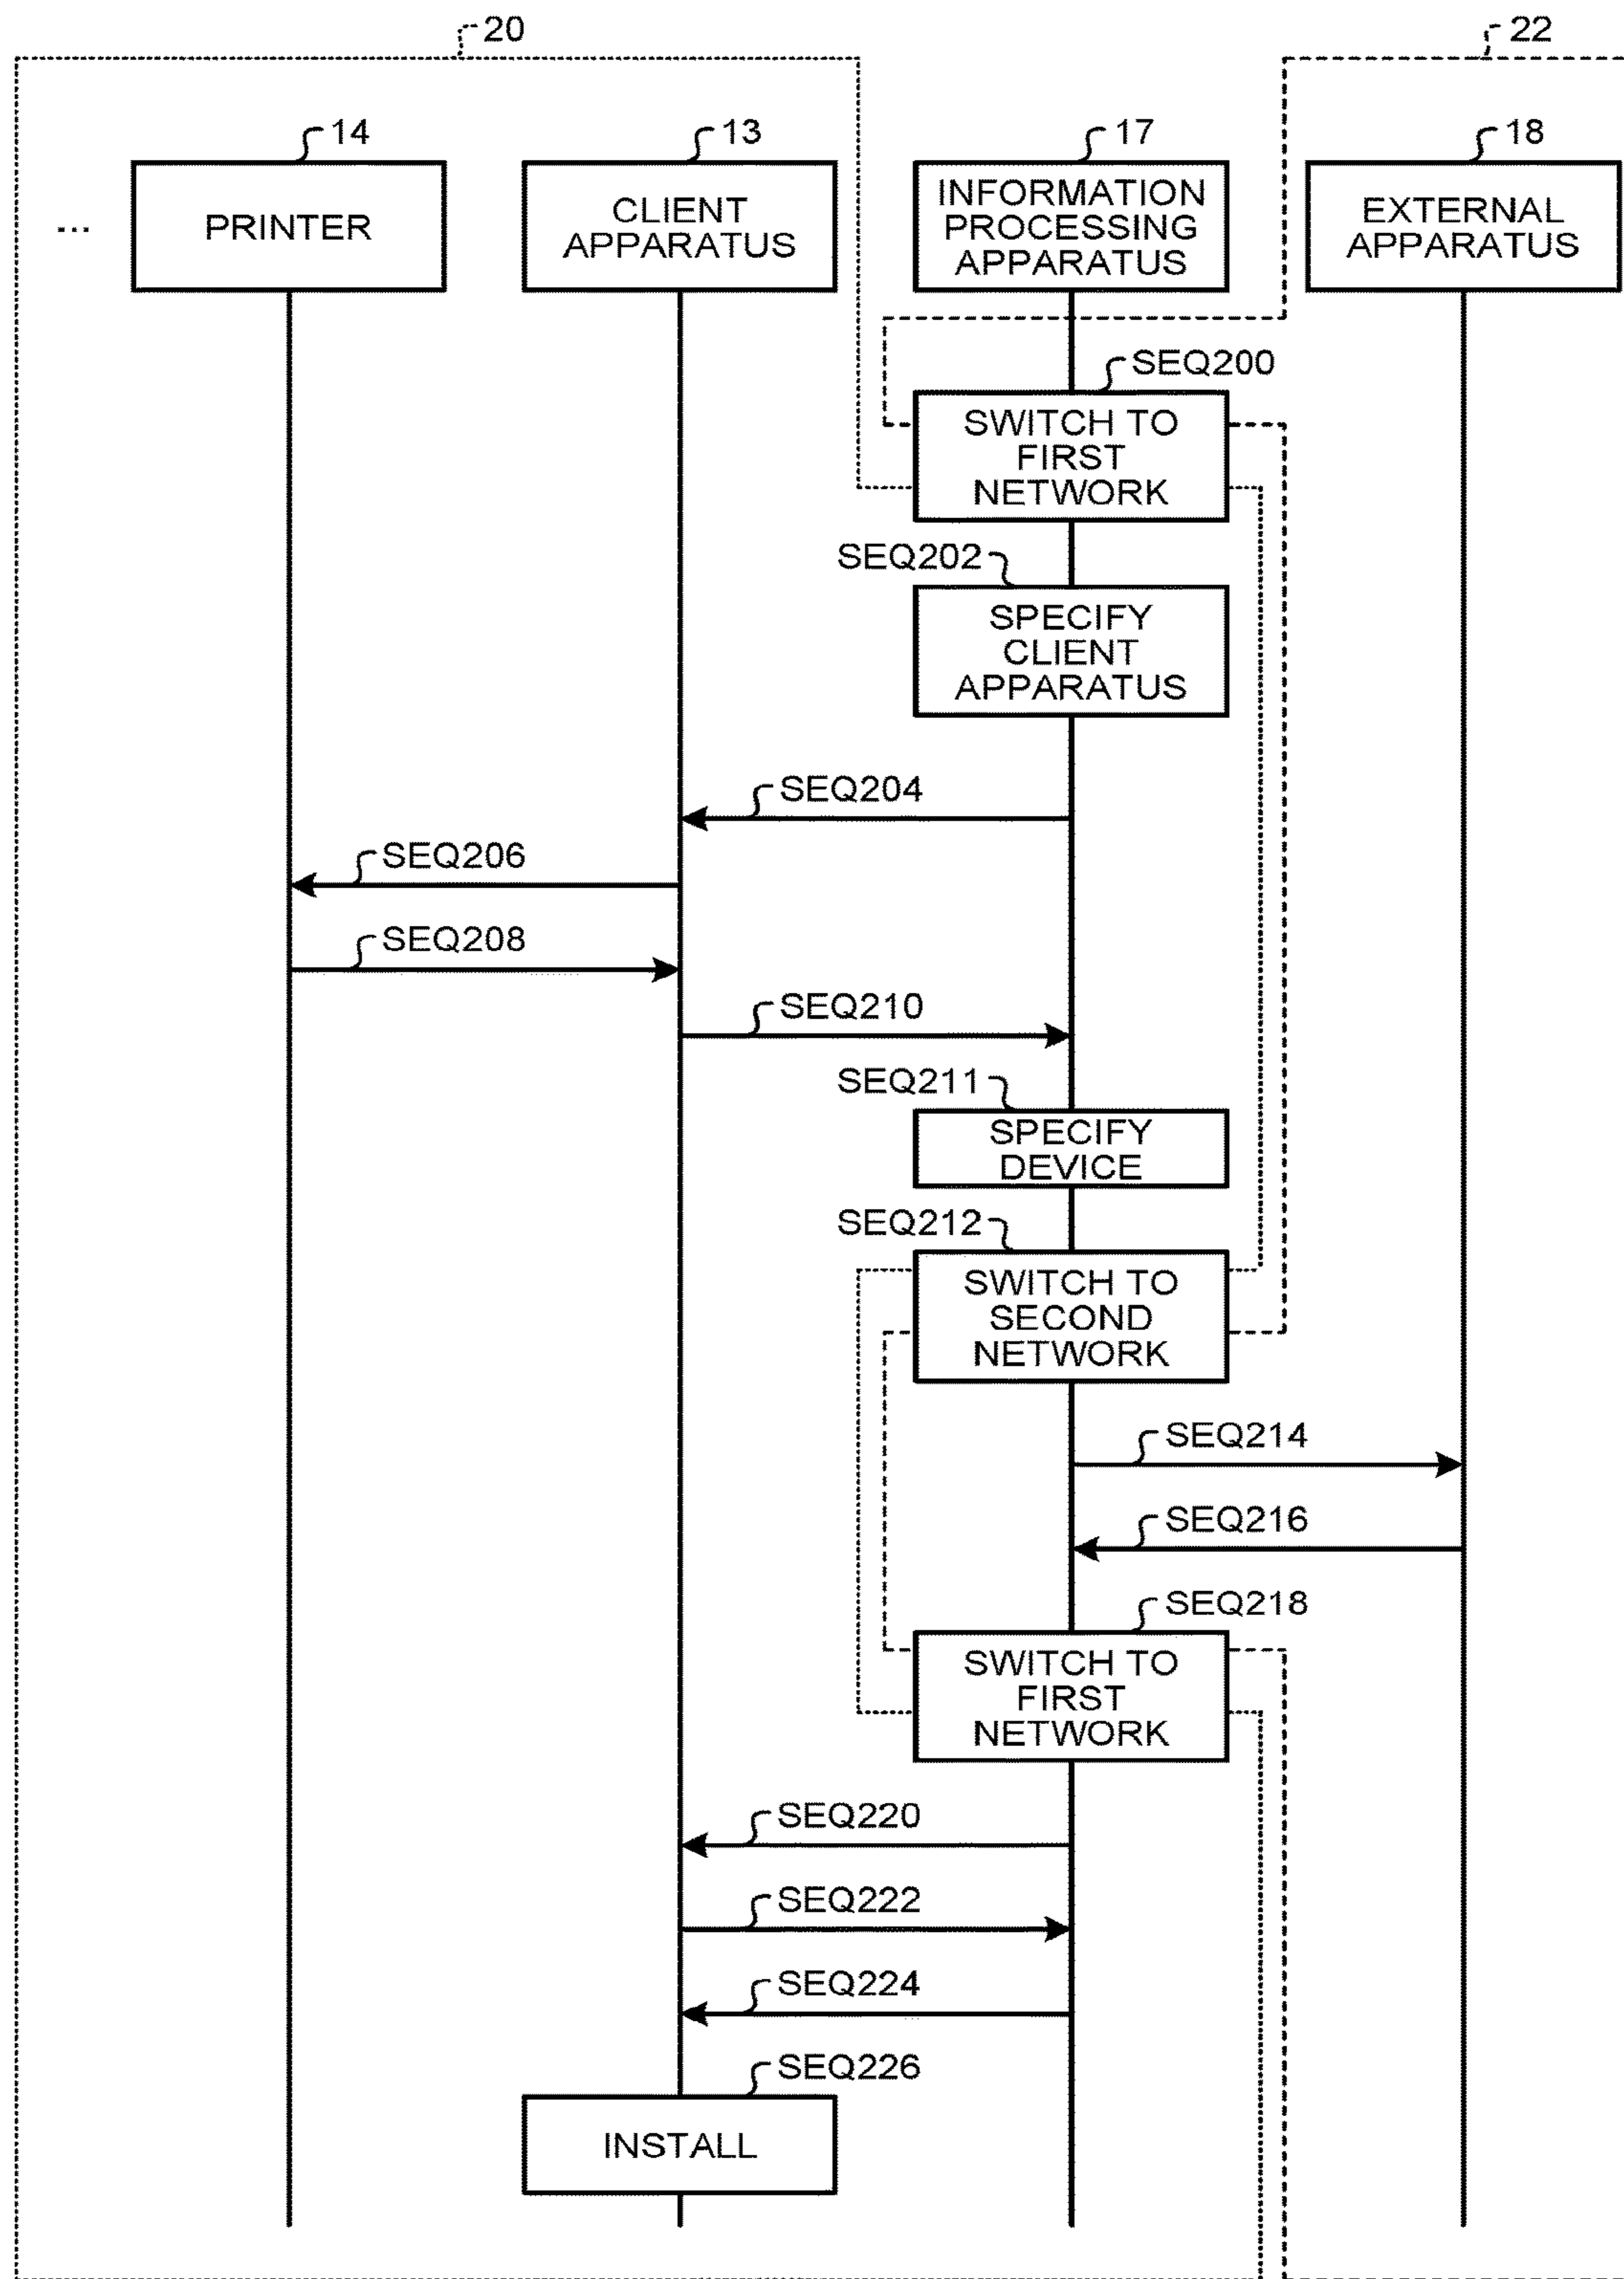 20
22
14
13
17
18
...
PRINTER
CLIENT
APPARATUS
INFORMATION
PROCESSING
APPARATUS
EXTERNAL
APPARATUS
SEQ200
SWITCH TO
FIRST
NETWORK
SEQ202
SPECIFY
CLIENT
APPARATUS
SEQ204
SEQ206
SEQ208
SEQ210
SEQ211
SPECIFY
DEVICE
SEQ212
SWITCH TO
SECOND
NETWORK
SEQ214
SEQ216
SEQ218
SWITCH TO
FIRST
NETWORK
SEQ220
SEQ222
SEQ224
SEQ226
INSTALL